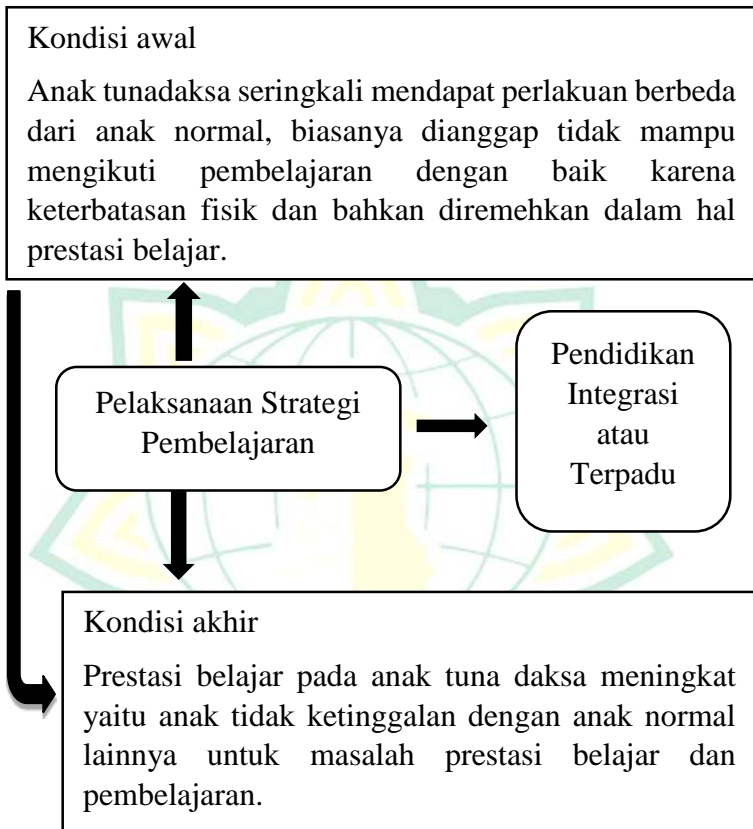 Kondisi awal
Anak tunadaksa seringkali mendapat perlakuan berbeda
dari anak normal, biasanya dianggap tidak mampu
mengikuti pembelajaran dengan baik karena
keterbatasan fisik dan bahkan diremehkan dalam hal
prestasi belajar.
Pelaksanaan Strategi
Pembelajaran
Pendidikan
Integrasi
atau
Terpadu
Kondisi akhir
Prestasi belajar pada anak tuna daksa meningkat
yaitu anak tidak ketinggalan dengan anak normal
lainnya untuk masalah prestasi belajar dan
pembelajaran.